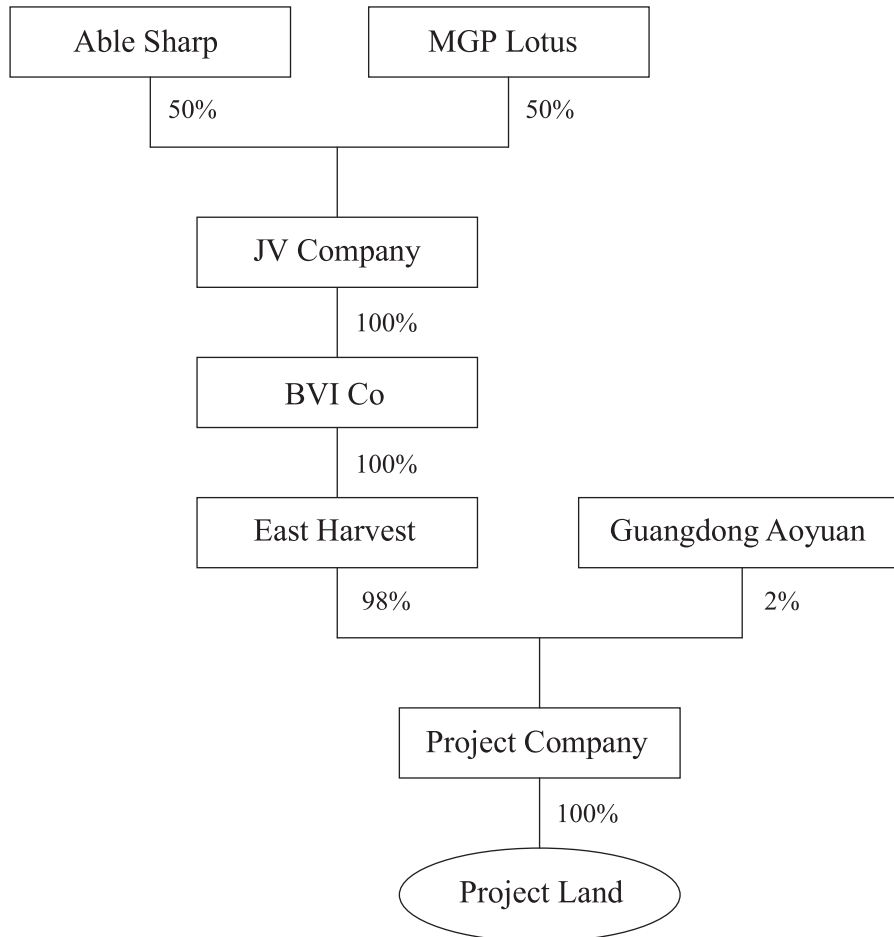 Able Sharp
MGP Lotus
50%
50%
JV Company
100%
BVI Co
100%
East Harvest
Guangdong Aoyuan
98%
2%
Project Company
100%
Project Land